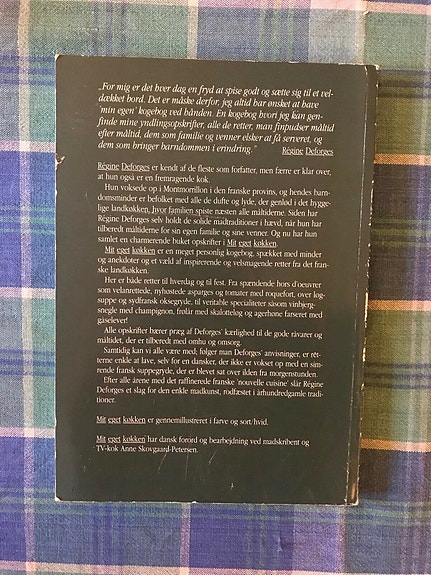 „For mig er det hver dag en fryd at spise godt og sætte sig til et vel-
dækket bord. Det er måske derfor, jeg altid har ønsket at have
'min egen' kogebog ved hånden. En kogebog hvori jeg kan gen-
finde mine yndlingsopskrifter, alle de retter, man finpudser måltid
efter måltid, dem som familie og venner elsker at få serveret, og
dem som bringer barndommen i erindring."
Régine Deforges
Régine Deforges er kendt af de fleste som forfatter, men færre er klar over,
at hun også er en fremragende kok.
Hun voksede op i Montmorrillon i den franske provins, og hendes barn-
domsminder er befolket med alle de dufte og lyde, der genlød i det hygge-
lige landkøkken, hvor familien spiste næsten alle måltiderne. Siden har
Régine Deforges selv holdt de solide madtraditioner i hævd, når hun har
tilberedt måltiderne for sin egen familie og sine venner. Og nu har hun
samlet en charmerende buket opskrifter i Mit eget køkken.
Mit eget køkken er en meget personlig kogebog, spækket med minder
og anekdoter og et væld af inspirerende og velsmagende retter fra det fran-
ske landkøkken.
Her er både retter til hverdag og til fest. Fra spændende hors d'oeuvrer
som velanrettede, nyhøstede asparges og tomater med roquefort, over løg-
suppe og sydfransk oksegryde, til veritable specialiteter såsom vinbjerg-
snegle med champignon, frølår med skalotteløg og agerhøne farseret med
gåselever!
Alle opskrifter bærer præg af Deforges' kærlighed til de gode råvarer og
måltidet, der er tilberedt med omhu og omsorg.
Samtidig kan vi alle være med; følger man Deforges' anvisninger, er ret-
terne enkle at lave, selv for en dansker, der ikke er vokset op med en sim-
rende fransk suppegryde, der er blevet sat over ilden fra morgenstunden.
Efter alle årene med det raffinerede franske 'nouvelle cuisine' slår Régine
Deforges et slag for den enkle madkunst, rodfæstet i århundredgamle tradi-
tioner.
Mit eget køkken er gennemillustreret i farve og sort/hvid.
Mit eget køkken har dansk forord og bearbejdning ved madskribent og
TV-kok Anne Skovgaard-Petersen.